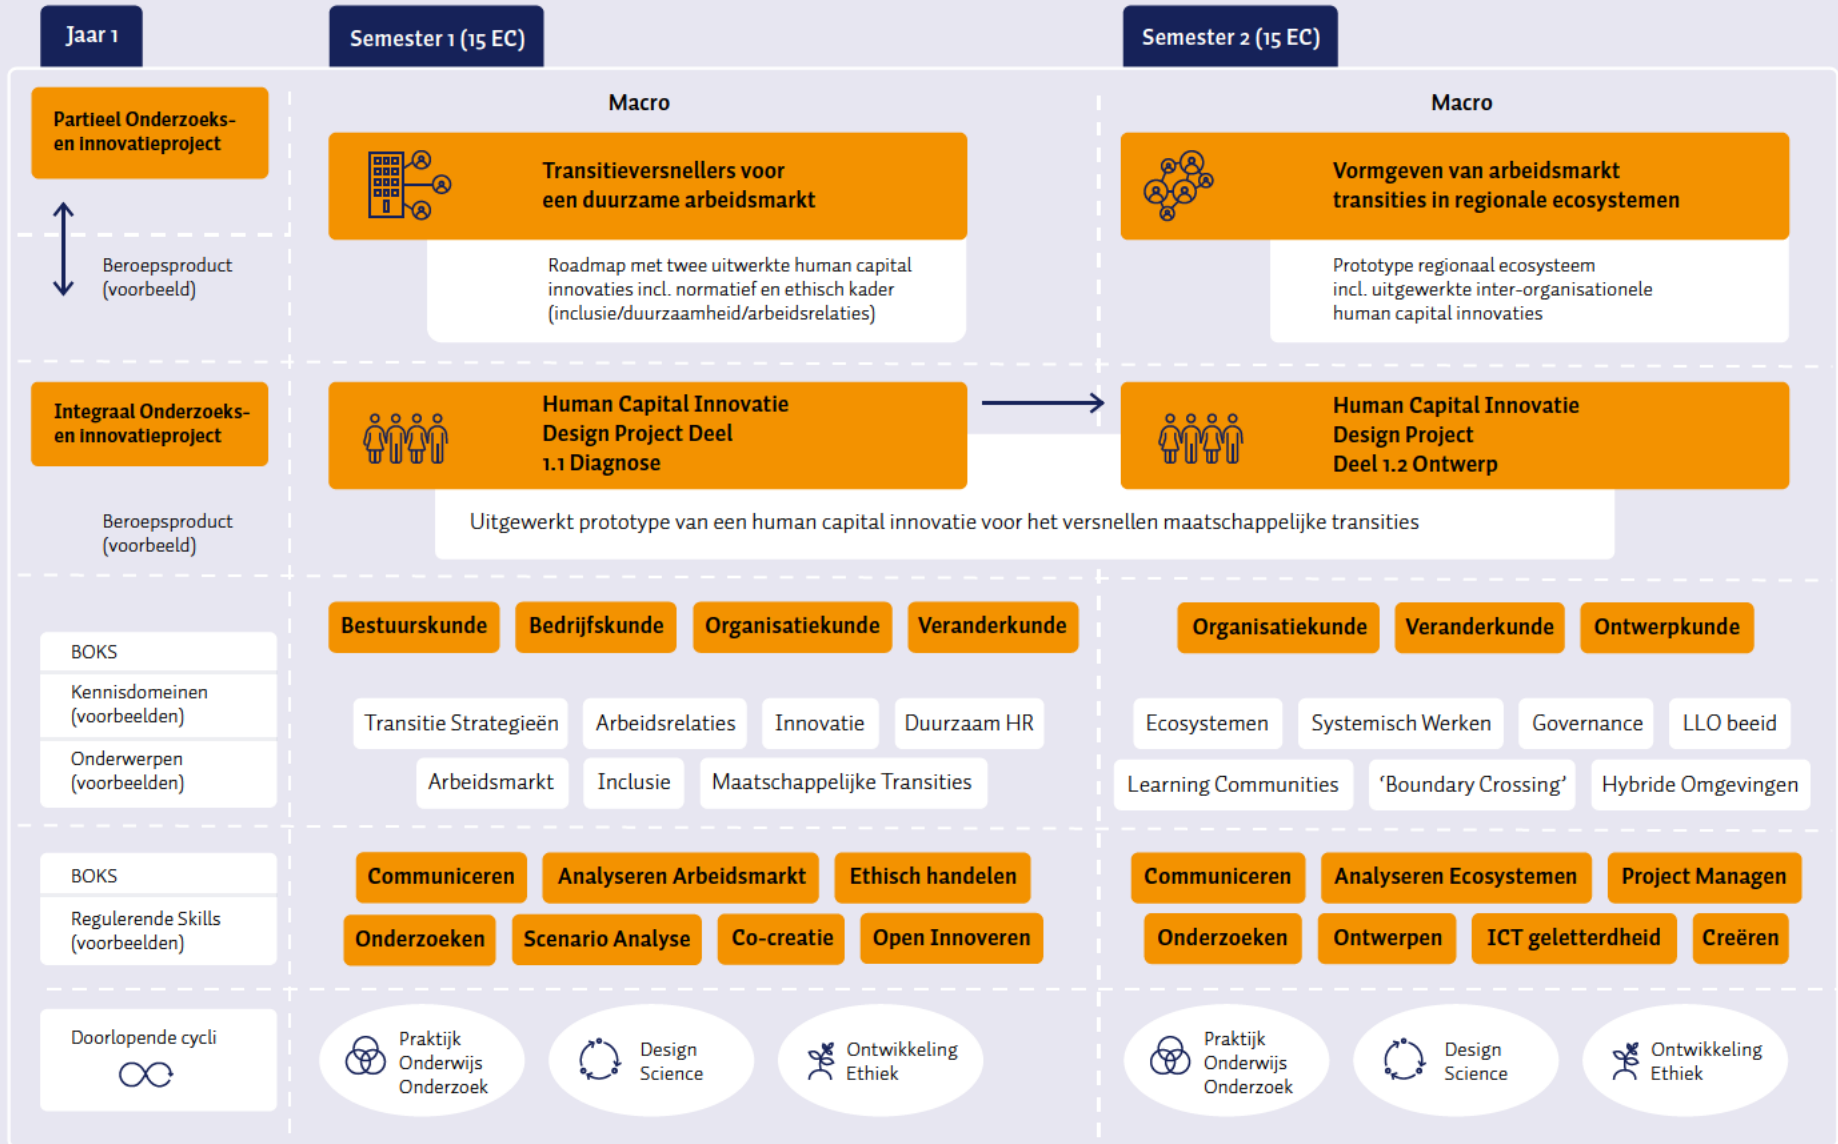 Jaar 1
Semester 1 (15 EC)
Semester 2 (15 EC)
Partieel Onderzoeks-
en innovatieproject
Macro
Macro
Transitieversnellers voor
een duurzame arbeidsmarkt
Vormgeven van arbeidsmarkt
transities in regionale ecosystemen
Beroepsproduct
(voorbeeld)
Roadmap met twee uitwerkte human capital
innovaties incl. normatief en ethisch kader
(inclusie/duurzaamheid/arbeidsrelaties)
Prototype regionaal ecosysteem
incl. uitgewerkte inter-organisationele
human capital innovaties
Integraal Onderzoeks-
en innovatieproject
Human Capital Innovatie
Design Project Deel
1.1 Diagnose
Human Capital Innovatie
Design Project
Deel 1.2 Ontwerp
Beroepsproduct
(voorbeeld)
Uitgewerkt prototype van een human capital innovatie voor het versnellen maatschappelijke transities
BOKS
Kennisdomeinen
(voorbeelden)
Onderwerpen
(voorbeelden)
Bestuurskunde Bedrijfskunde Organisatiekunde Veranderkunde
Organisatiekunde Veranderkunde Ontwerpkunde
Transitie Strategieën Arbeidsrelaties Innovatie Duurzaam HR
Arbeidsmarkt Inclusie Maatschappelijke Transities
Ecosystemen Systemisch Werken Governance LLO beeid
Learning Communities ‘Boundary Crossing’ Hybride Omgevingen
BOKS
Regulerende Skills
(voorbeelden)
Communiceren Analyseren Arbeidsmarkt Ethisch handelen
Onderzoeken Scenario Analyse Co-creatie Open Innoveren
Communiceren Analyseren Ecosystemen Project Managen
Onderzoeken Ontwerpen ICT geletterdheid Creëren
Doorlopende cycli
Praktijk
Onderwijs
Onderzoek
Design
Science
Ontwikkeling
Ethiek
Praktijk
Onderwijs
Onderzoek
Design
Science
Ontwikkeling
Ethiek